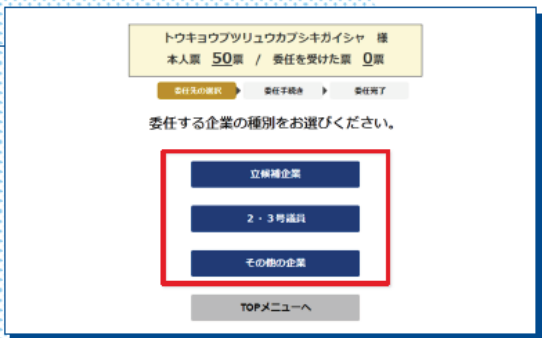 トウキョウブツリュウカブシキガイシャ 様
本人票 50票 / 委任を受けた票 0票
委任先の選択 委任手続き 委任完了
委任する企業の種別をお選びください。
立候補企業
2・3号議員
その他の企業
TOPメニューへ